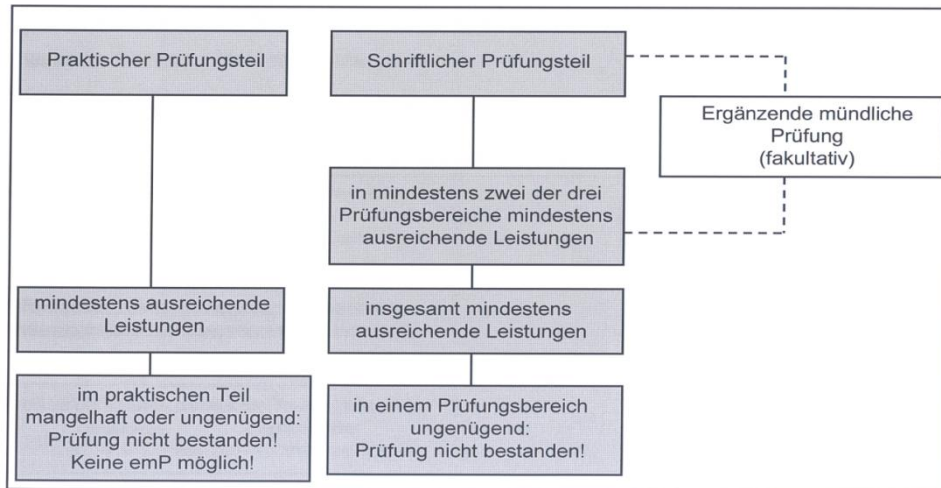 Praktischer Prüfungsteil
Schriftlicher Prüfungsteil
Ergänzende mündliche
Prüfung
(fakultativ)
in mindestens zwei der drei
Prüfungsbereiche mindestens
ausreichende Leistungen
mindestens ausreichende
Leistungen
insgesamt mindestens
ausreichende Leistungen
im praktischen Teil
mangelhaft oder ungenügend:
Prüfung nicht bestanden!
Keine emP möglich!
in einem Prüfungsbereich
ungenügend:
Prüfung nicht bestanden!